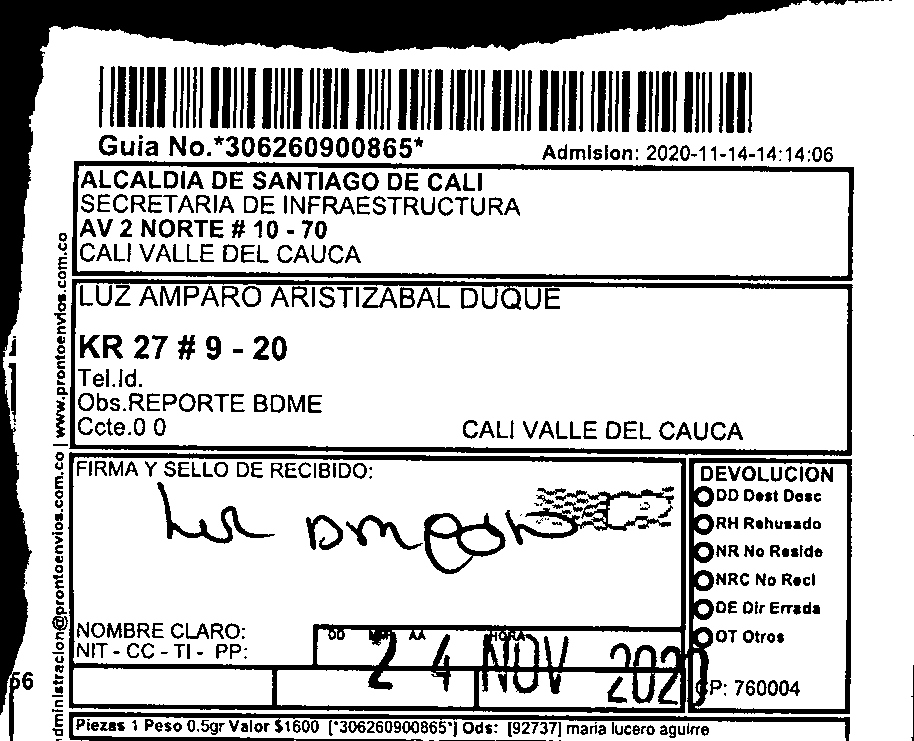 Guia No.*306260900865*
Admision: 2020-11-14-14:14:06
ALCALDIA DE SANTIAGO DE CALI
SECRETARIA DE INFRAESTRUCTURA
AV 2 NORTE # 10 - 70
CALI VALLE DEL CAUCA
LUZ AMPARO ARISTIZABAL DUQUE
KR 27 # 9 - 20
Tel.Id.
Obs.REPORTE BDME
Ccte.0 0
CALI VALLE DEL CAUCA
FIRMA Y SELLO DE RECIBIDO:
NOMBRE CLARO:
NIT - CC - TI - PP:
DD MM AA HORA
24 NOV 2020
DEVOLUCION
DD Dest Desc
RH Rehusado
NR No Reside
NRC No Recl
DE Dir Errada
OT Otros
CP: 760004
Piezas 1 Peso 0.5gr Valor $1600 [*306260900865*] Ods: [92737] maria lucero aguirre
dministracion@prontoenvios.com.co | www.prontoenvios.com.co
56